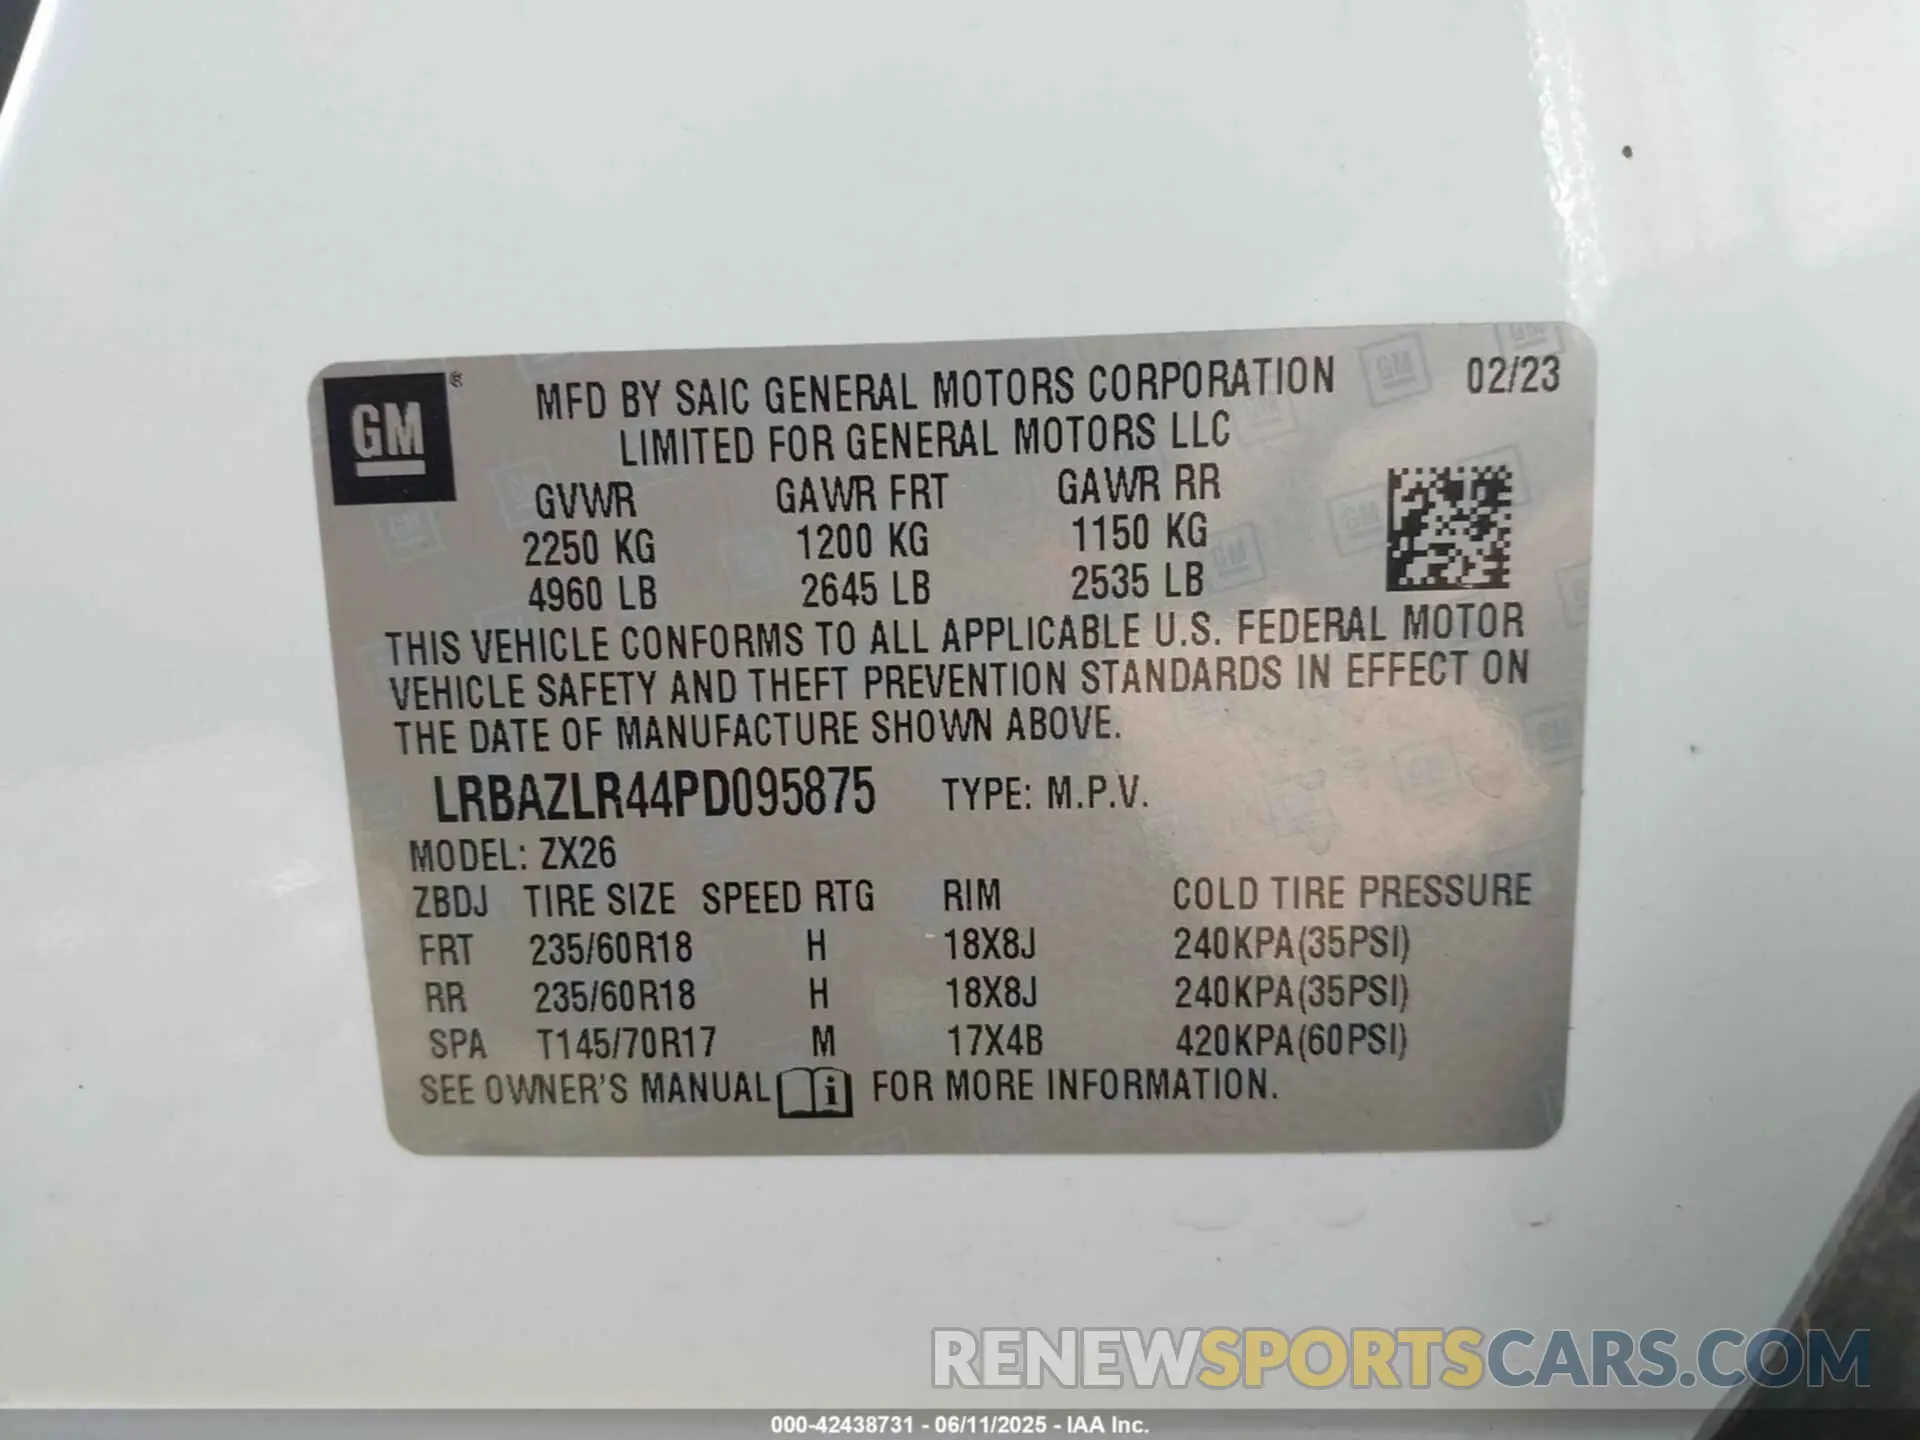 GM ®
MFD BY SAIC GENERAL MOTORS CORPORATION 02/23
LIMITED FOR GENERAL MOTORS LLC
GVWR GAWR FRT GAWR RR
2250 KG 1200 KG 1150 KG
4960 LB 2645 LB 2535 LB
THIS VEHICLE CONFORMS TO ALL APPLICABLE U.S. FEDERAL MOTOR
VEHICLE SAFETY AND THEFT PREVENTION STANDARDS IN EFFECT ON
THE DATE OF MANUFACTURE SHOWN ABOVE.
LRBAZLR44PD095875 TYPE: M.P.V.
MODEL: ZX26
ZBDJ TIRE SIZE SPEED RTG RIM COLD TIRE PRESSURE
FRT 235/60R18 H 18X8J 240KPA(35PSI)
RR 235/60R18 H 18X8J 240KPA(35PSI)
SPA T145/70R17 M 17X4B 420KPA(60PSI)
SEE OWNER'S MANUAL i FOR MORE INFORMATION.
RENEWSPORTSCARS.COM
000-42438731 - 06/11/2025 - IAA Inc.